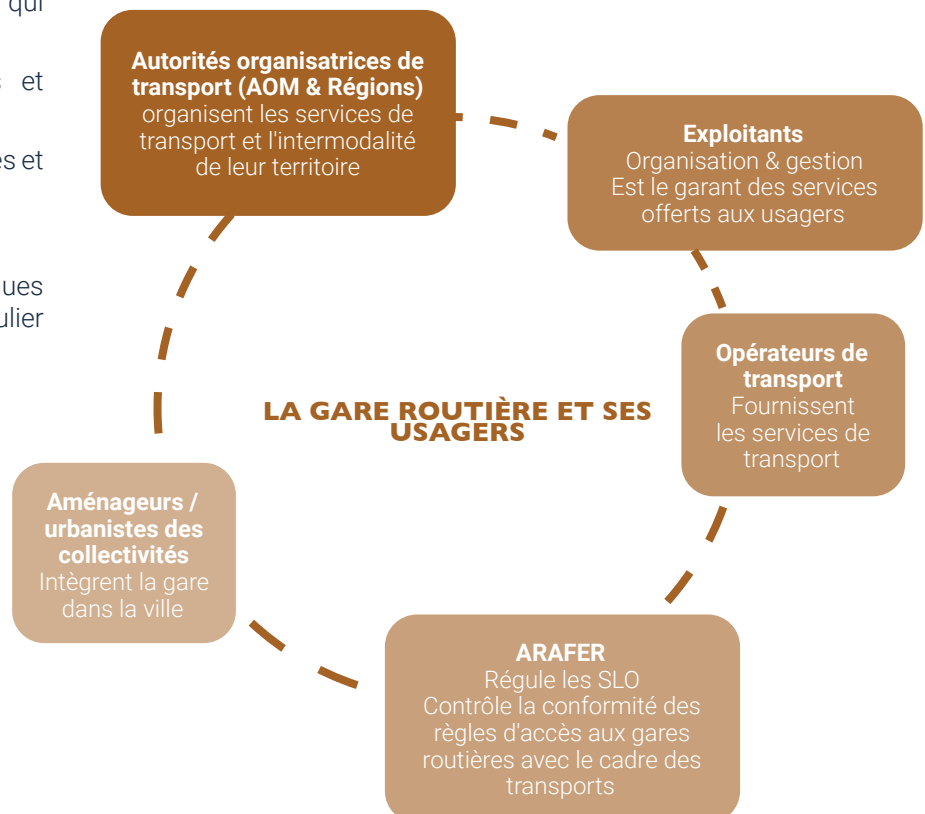 qui
et
es et
ques
ulier
Autorités organisatrices de
transport (AOM & Régions)
organisent les services de
transport et l'intermodalité
de leur territoire
Exploitants
Organisation & gestion
Est le garant des services
offerts aux usagers
Opérateurs de
transport
Fournissent
les services de
transport
LA GARE ROUTIÈRE ET SES
USAGERS
Aménageurs /
urbanistes des
collectivités
Intègrent la gare
dans la ville
ARAFER
Régule les SLO
Contrôle la conformité des
règles d'accès aux gares
routières avec le cadre des
transports